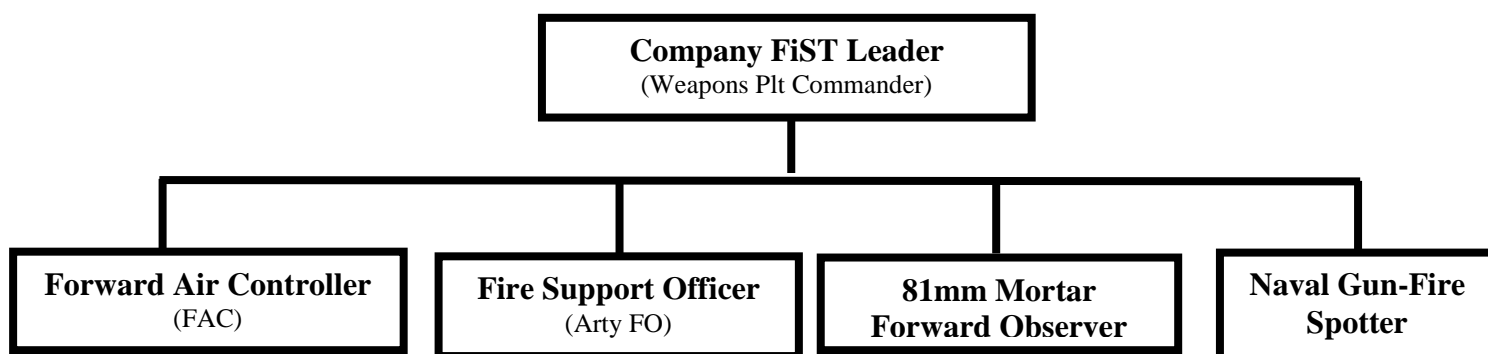 Company FiST Leader
(Weapons Plt Commander)
Forward Air Controller
(FAC)
Fire Support Officer
(Arty FO)
81mm Mortar
Forward Observer
Naval Gun-Fire
Spotter